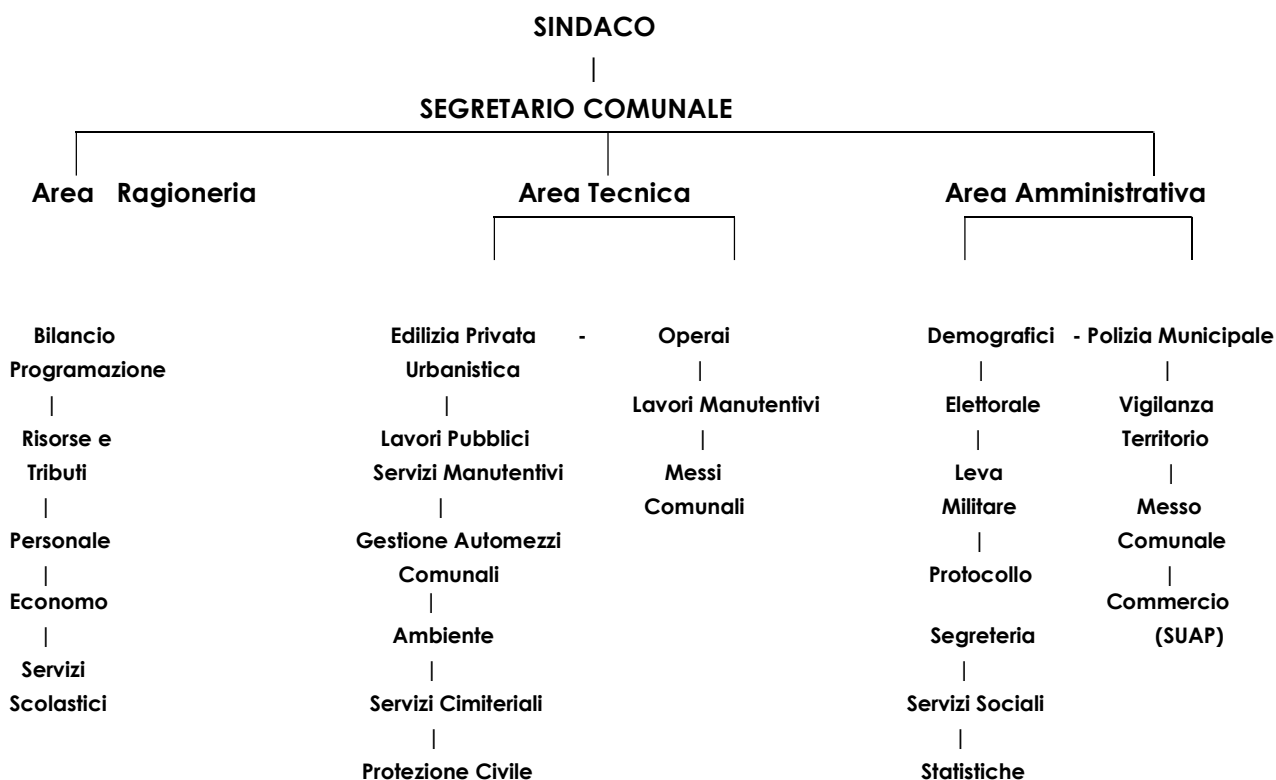 SINDACO
|
SEGRETARIO COMUNALE
Area Ragioneria
Area Tecnica
Area Amministrativa
Bilancio
Programazione
|
Risorse e
Tributi
|
Personale
|
Economo
|
Servizi
Scolastici
Edilizia Privata -
Urbanistica
|
Lavori Pubblici
Servizi Manutentivi
|
Gestione Automezzi
Comunali
|
Ambiente
|
Servizi Cimiteriali
|
Protezione Civile
Operai
|
Lavori Manutentivi
|
Messi
Comunali
Demografici -
|
Elettorale
|
Leva
Militare
|
Protocollo
Segreteria
|
Servizi Sociali
|
Statistiche
Polizia Municipale
|
Vigilanza
Territorio
|
Messo
Comunale
|
Commercio
(SUAP)